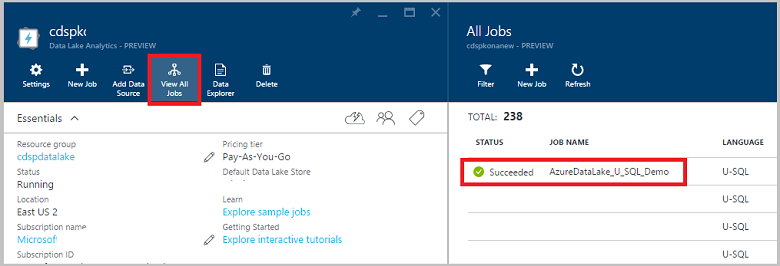 cdspkc
Data Lake Analytics - PREVIEW
Settings
New Job
Add Data
Source
View All
Jobs
Data
Explorer
Delete
Essentials
Resource group
cdspdatalake
Status
Running
Location
East US 2
Subscription name
Microsoft
Subscription ID
Pricing tier
Pay-As-You-Go
Default Data Lake Store
Learn
Explore sample jobs
Getting Started
Explore interactive tutorials
All Jobs
cdspkonanew - PREVIEW
Filter
New Job
Refresh
TOTAL: 238
STATUS JOB NAME LANGUAGE
Succeeded AzureDataLake_U_SQL_Demo U-SQL
U-SQL
U-SQL
U-SQL